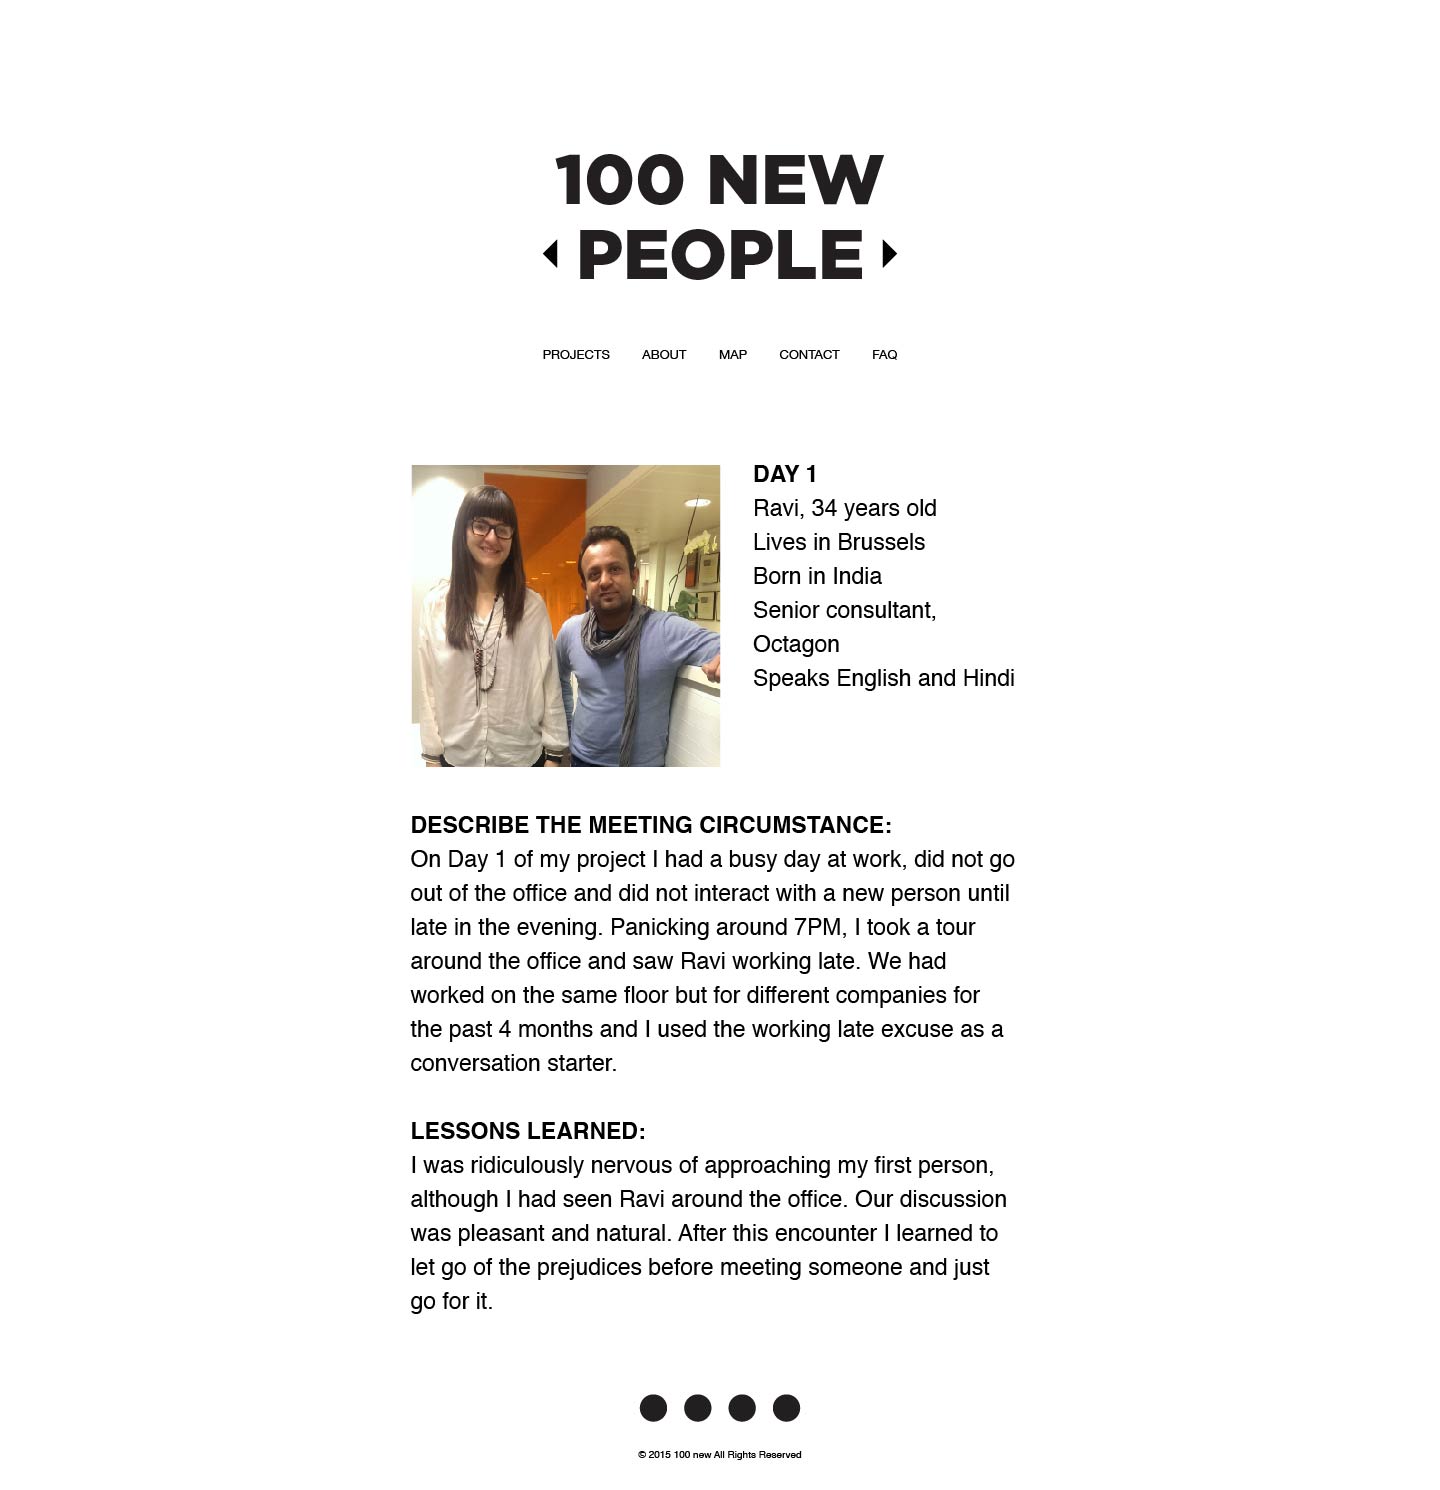 100 NEW
PEOPLE
PROJECTS ABOUT MAP CONTACT FAQ
DAY 1
Ravi, 34 years old
Lives in Brussels
Born in India
Senior consultant,
Octagon
Speaks English and Hindi
DESCRIBE THE MEETING CIRCUMSTANCE:
On Day 1 of my project I had a busy day at work, did not go
out of the office and did not interact with a new person until
late in the evening. Panicking around 7PM, I took a tour
around the office and saw Ravi working late. We had
worked on the same floor but for different companies for
the past 4 months and I used the working late excuse as a
conversation starter.
LESSONS LEARNED:
I was ridiculously nervous of approaching my first person,
although I had seen Ravi around the office. Our discussion
was pleasant and natural. After this encounter I learned to
let go of the prejudices before meeting someone and just
go for it.
© 2015 100 new All Rights Reserved